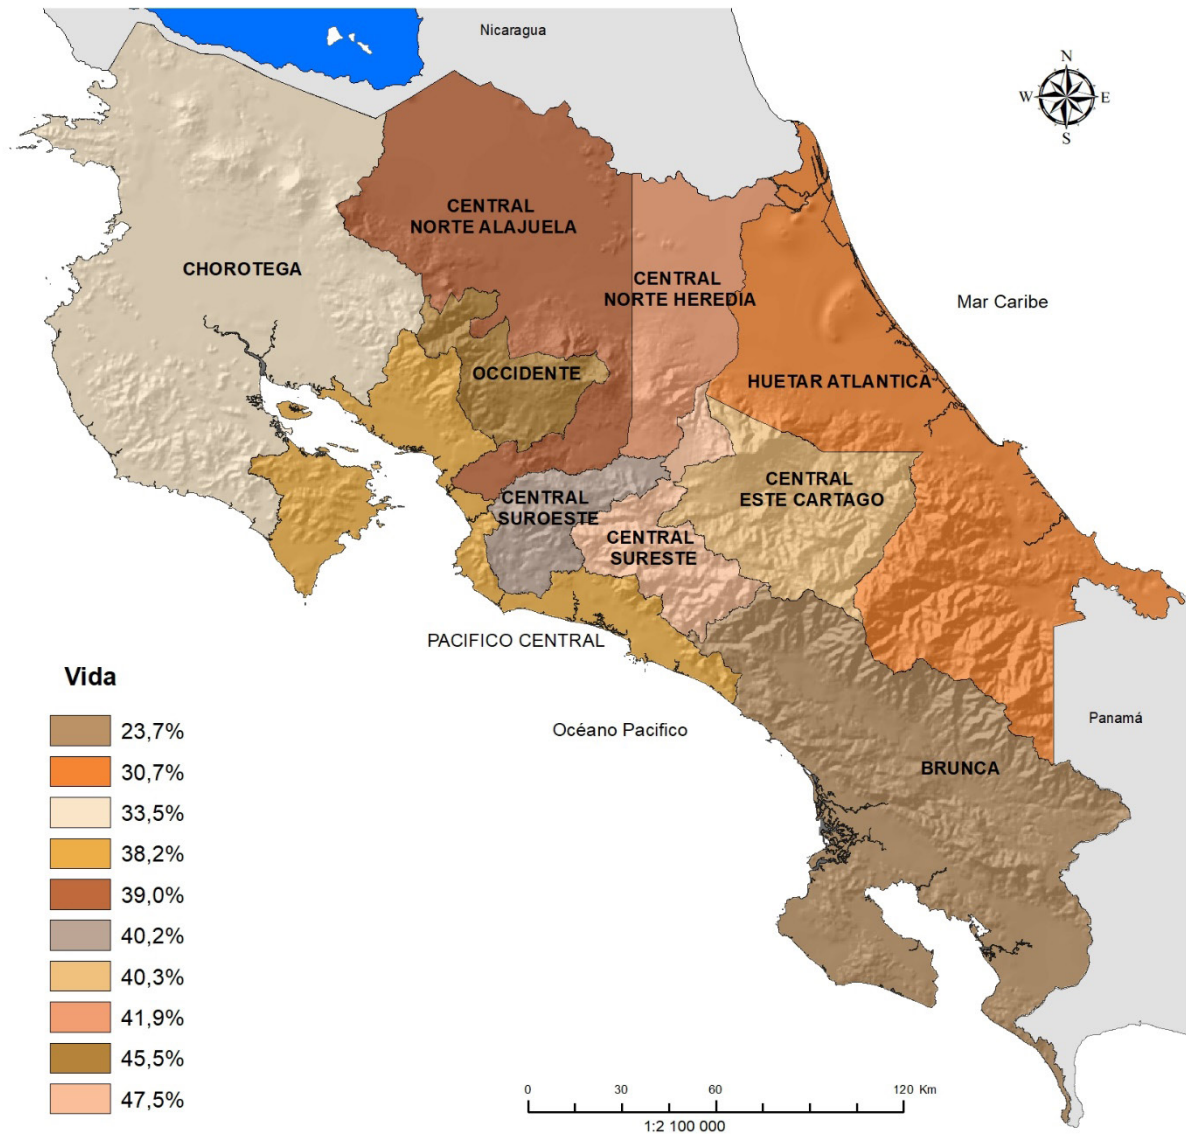 Nicaragua
N
W
E
S
CENTRAL
NORTE ALAJUELA
CHOROTEGA
CENTRAL
NORTE HEREDIA
Mar Caribe
OCCIDENTE
HUETAR ATLANTICA
CENTRAL
ESTE CARTAGO
CENTRAL
SUROESTE
CENTRAL
SURESTE
PACIFICO CENTRAL
Océano Pacifico
Panamá
BRUNCA
Vida
23,7%
30,7%
33,5%
38,2%
39,0%
40,2%
40,3%
41,9%
45,5%
47,5%
0 30 60 120 Km
1:2 100 000